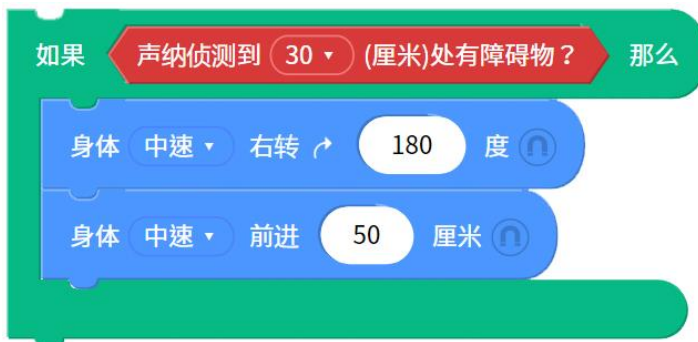 如果 声纳侦测到 30 (厘米)处有障碍物？ 那么
身体 中速 右转 180 度
身体 中速 前进 50 厘米